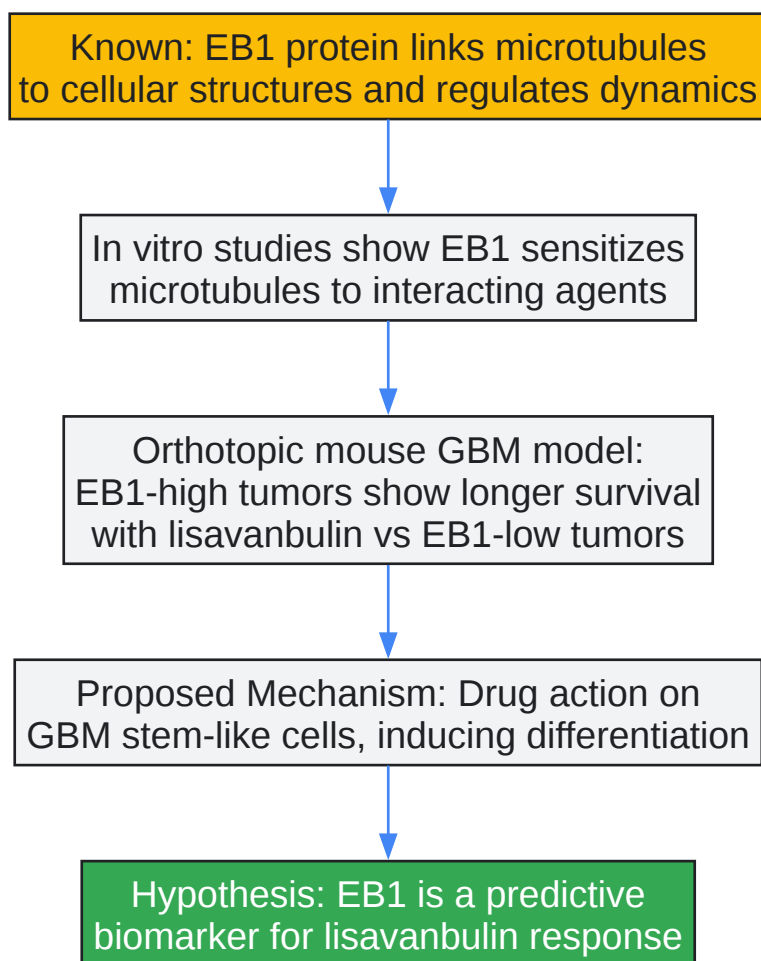 Known: EB1 protein links microtubules
to cellular structures and regulates dynamics
In vitro studies show EB1 sensitizes
microtubules to interacting agents
Orthotopic mouse GBM model:
EB1-high tumors show longer survival
with lisavanbulin vs EB1-low tumors
Proposed Mechanism: Drug action on
GBM stem-like cells, inducing differentiation
Hypothesis: EB1 is a predictive
biomarker for lisavanbulin response